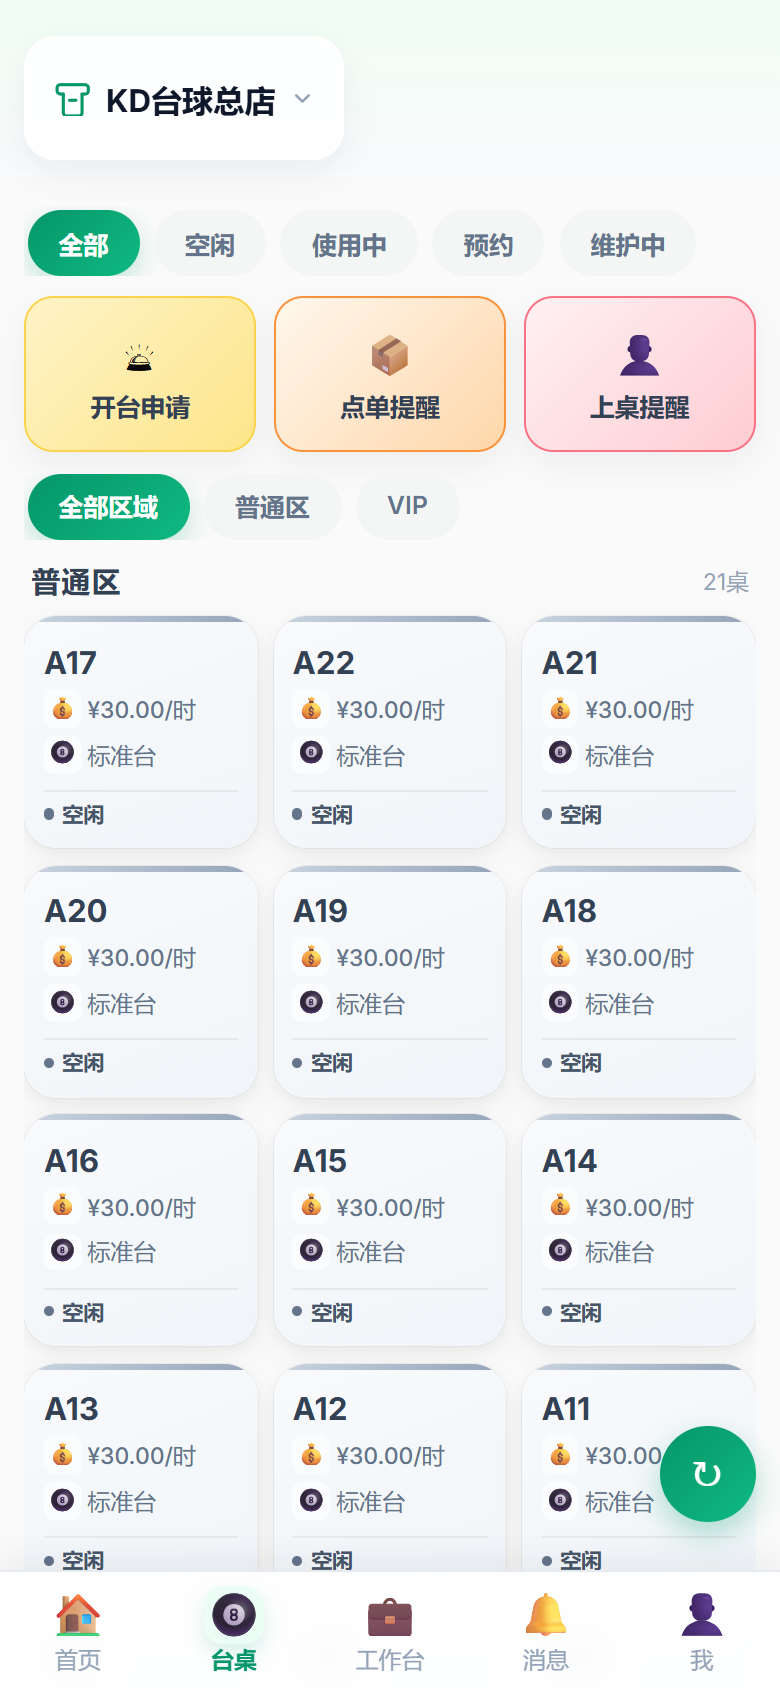 KD台球总店
全部 空闲 使用中 预约 维护中
开台申请 点单提醒 上桌提醒
全部区域 普通区 VIP
普通区 21桌
A17 A22 A21
¥30.00/时 ¥30.00/时 ¥30.00/时
标准台 标准台 标准台
空闲 空闲 空闲
A20 A19 A18
¥30.00/时 ¥30.00/时 ¥30.00/时
标准台 标准台 标准台
空闲 空闲 空闲
A16 A15 A14
¥30.00/时 ¥30.00/时 ¥30.00/时
标准台 标准台 标准台
空闲 空闲 空闲
A13 A12 A11
¥30.00/时 ¥30.00/时 ¥30.00
标准台 标准台 标准台
空闲 空闲 空闲
首页 台桌 工作台 消息 我